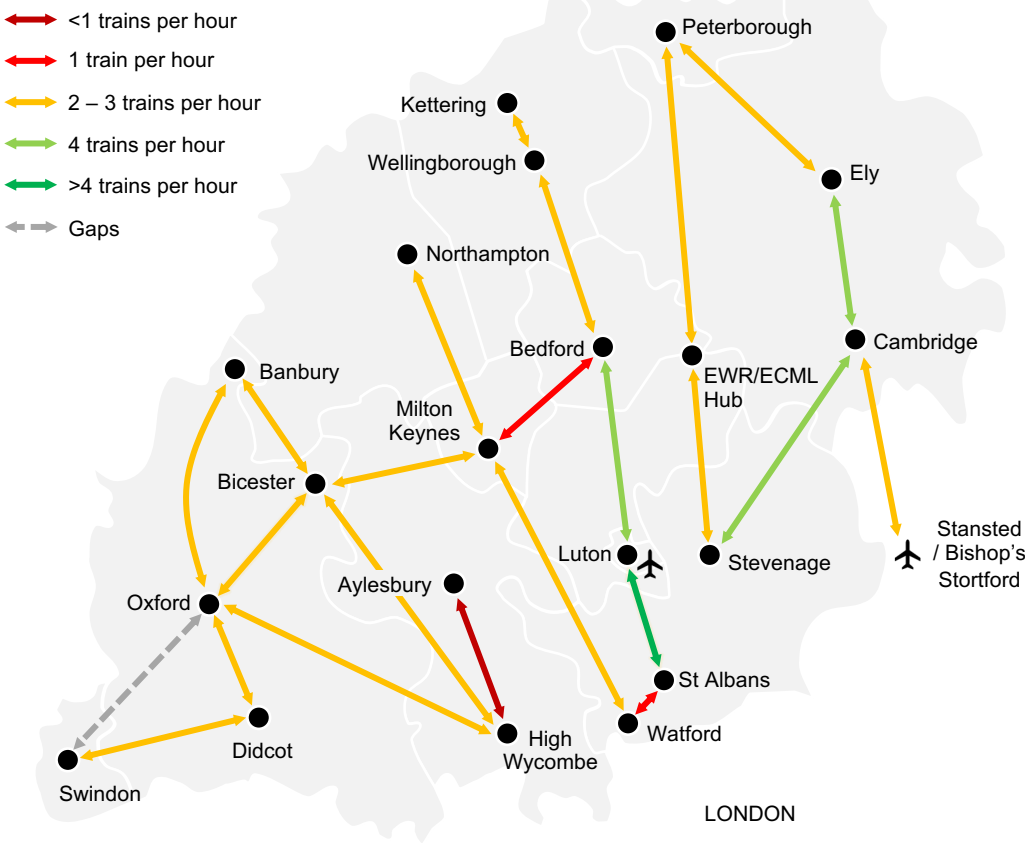 <1 trains per hour
1 train per hour
2 – 3 trains per hour
4 trains per hour
>4 trains per hour
Gaps
Peterborough
Kettering
Wellingborough
Ely
Northampton
Bedford
Cambridge
EWR/ECML
Hub
Banbury
Milton
Keynes
Bicester
Luton
Stevenage
Stansted
/ Bishop's
Stortford
Aylesbury
Oxford
St Albans
Watford
High
Wycombe
Didcot
Swindon
LONDON